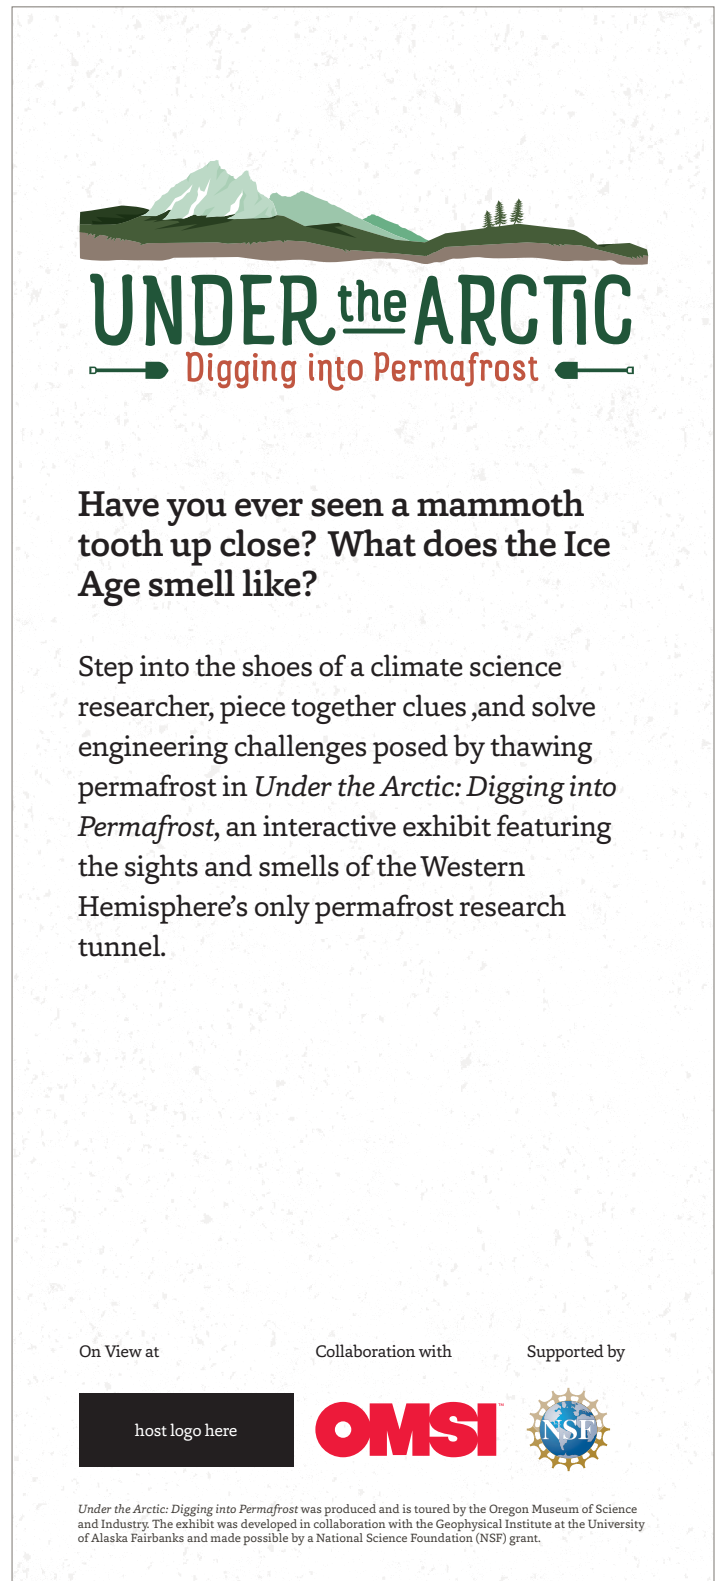 UNDER the ARCTiC
Digging into Permafrost
Have you ever seen a mammoth
tooth up close? What does the Ice
Age smell like?
Step into the shoes of a climate science
researcher, piece together clues ,and solve
engineering challenges posed by thawing
permafrost in Under the Arctic: Digging into
Permafrost, an interactive exhibit featuring
the sights and smells of the Western
Hemisphere’s only permafrost research
tunnel.
On View at
Collaboration with
Supported by
host logo here
OMSI™
NSF
Under the Arctic: Digging into Permafrost was produced and is toured by the Oregon Museum of Science
and Industry. The exhibit was developed in collaboration with the Geophysical Institute at the University
of Alaska Fairbanks and made possible by a National Science Foundation (NSF) grant.